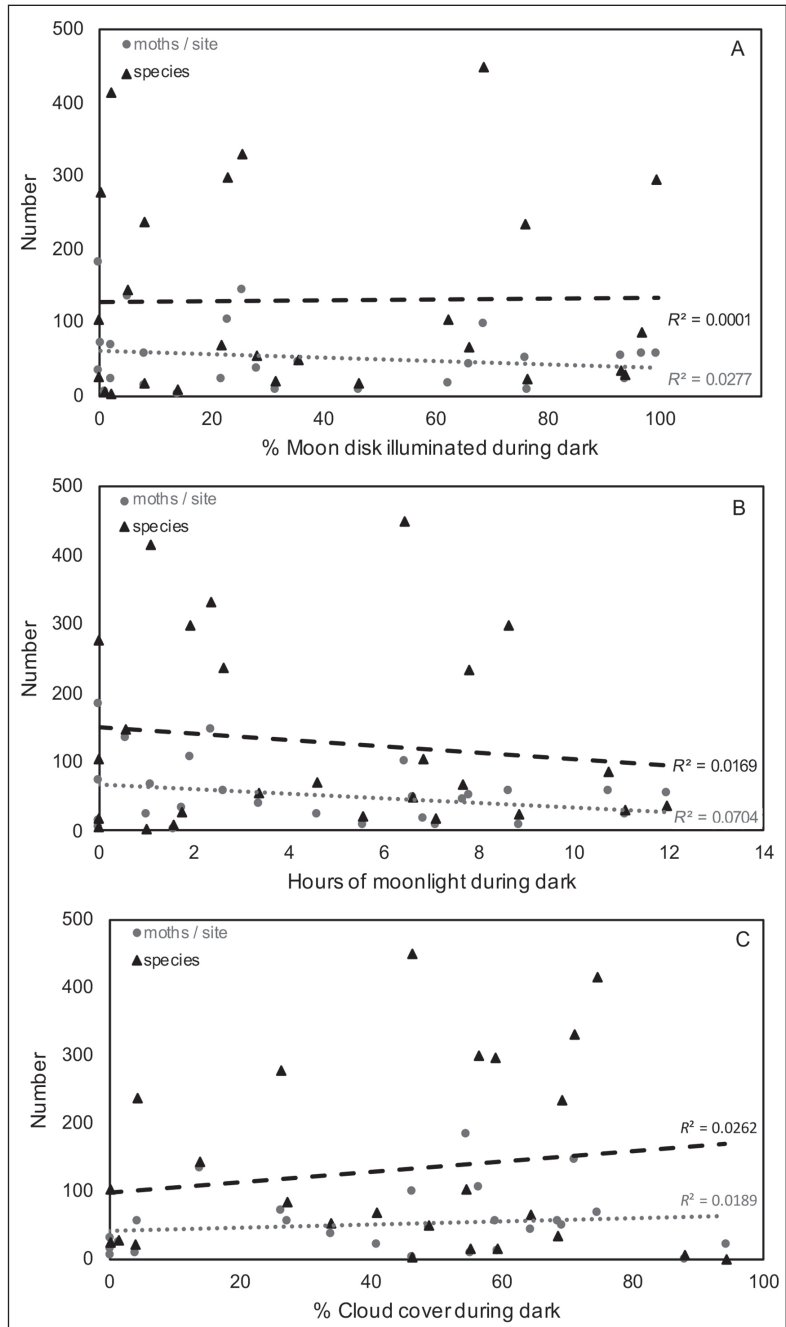 500
400
300
200
100
0
Number
moths / site
species
A
R² = 0.0001
R² = 0.0277
0 20 40 60 80 100
% Moon disk illuminated during dark
500
400
300
200
100
0
Number
moths / site
species
B
R² = 0.0169
R² = 0.0704
0 2 4 6 8 10 12 14
Hours of moonlight during dark
500
400
300
200
100
0
Number
moths / site
species
C
R² = 0.0262
R² = 0.0189
0 20 40 60 80 100
% Cloud cover during dark